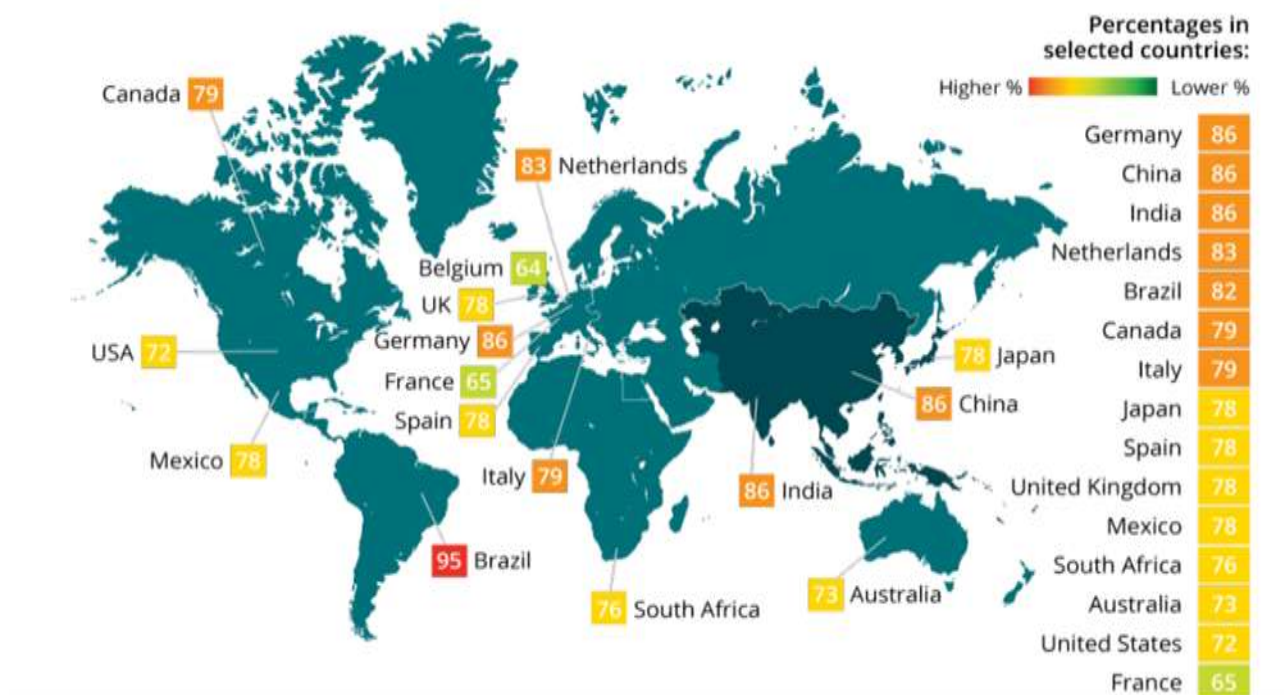 Percentages in
selected countries:
Higher %
Lower %
Canada 79
83 Netherlands
Belgium 64
UK 78
Germany 86
USA 72
France 65
78 Japan
Spain 78
86 China
Mexico 78
Italy 79
86 India
95 Brazil
76 South Africa
73 Australia
Germany 86
China 86
India 86
Netherlands 83
Brazil 82
Canada 79
Italy 79
Japan 78
Spain 78
United Kingdom 78
Mexico 78
South Africa 76
Australia 73
United States 72
France 65